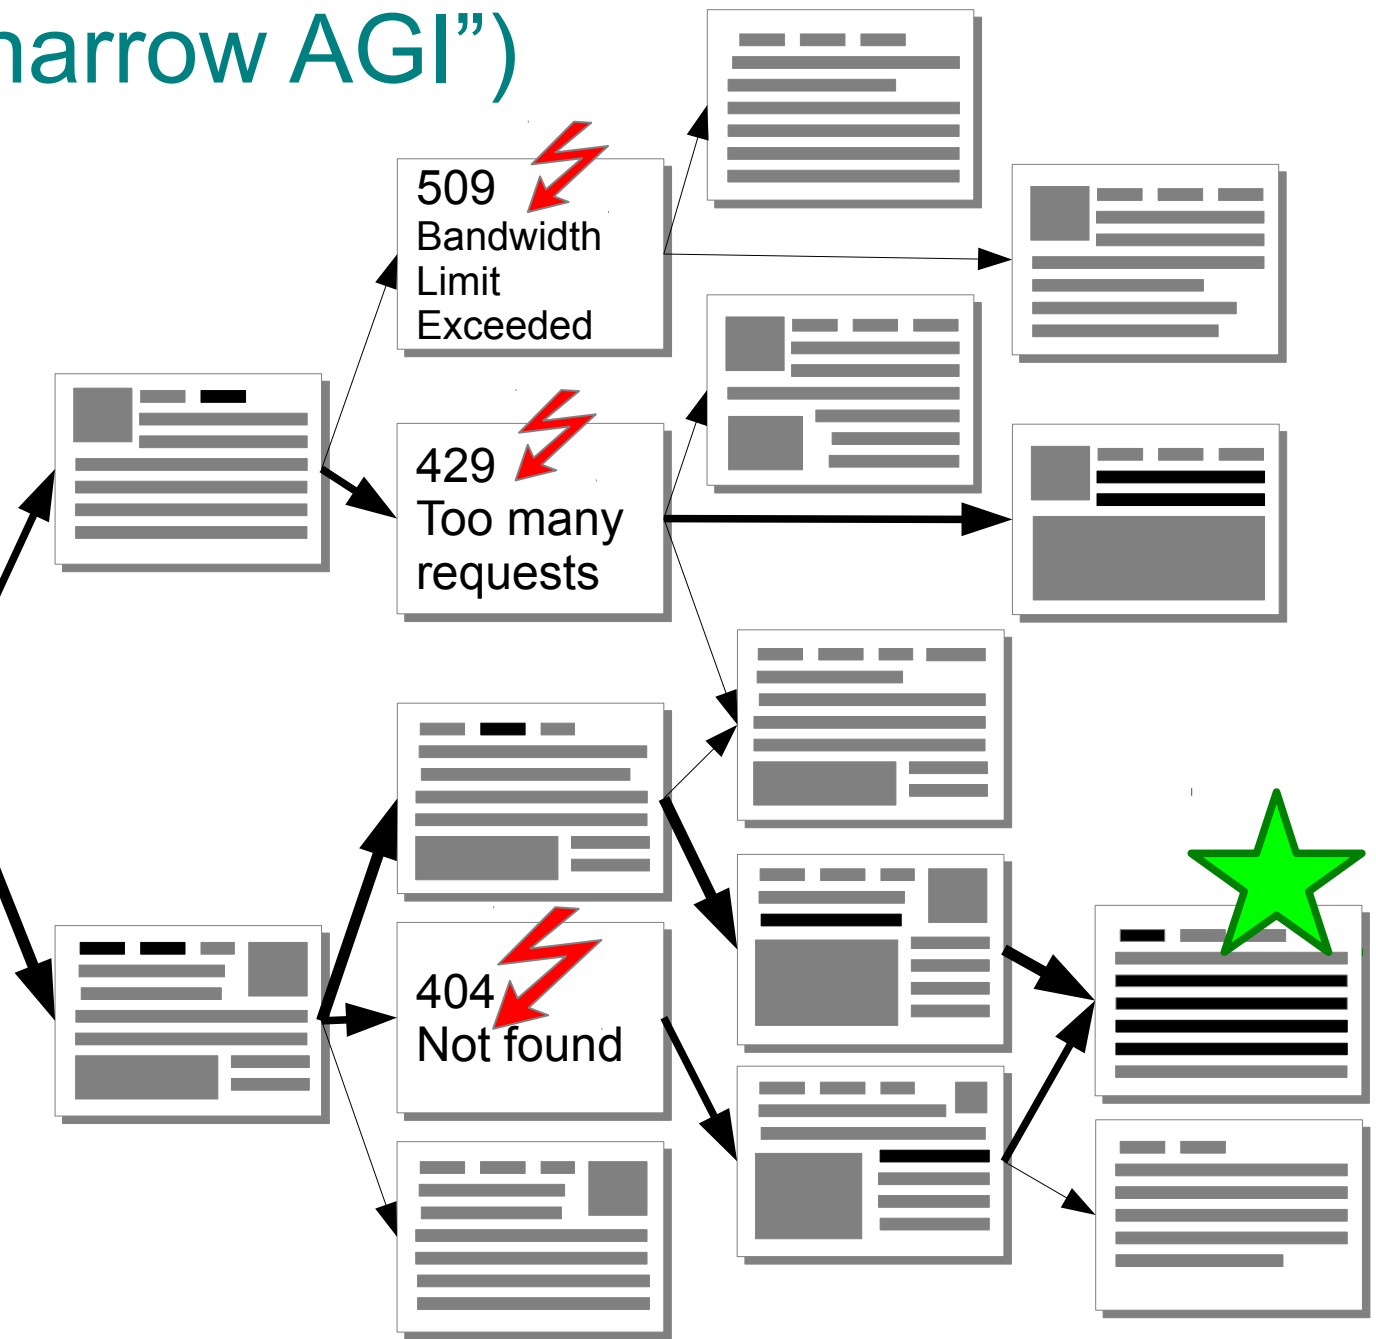 narrow AGI”)
509
Bandwidth
Limit
Exceeded
429
Too many
requests
404
Not found